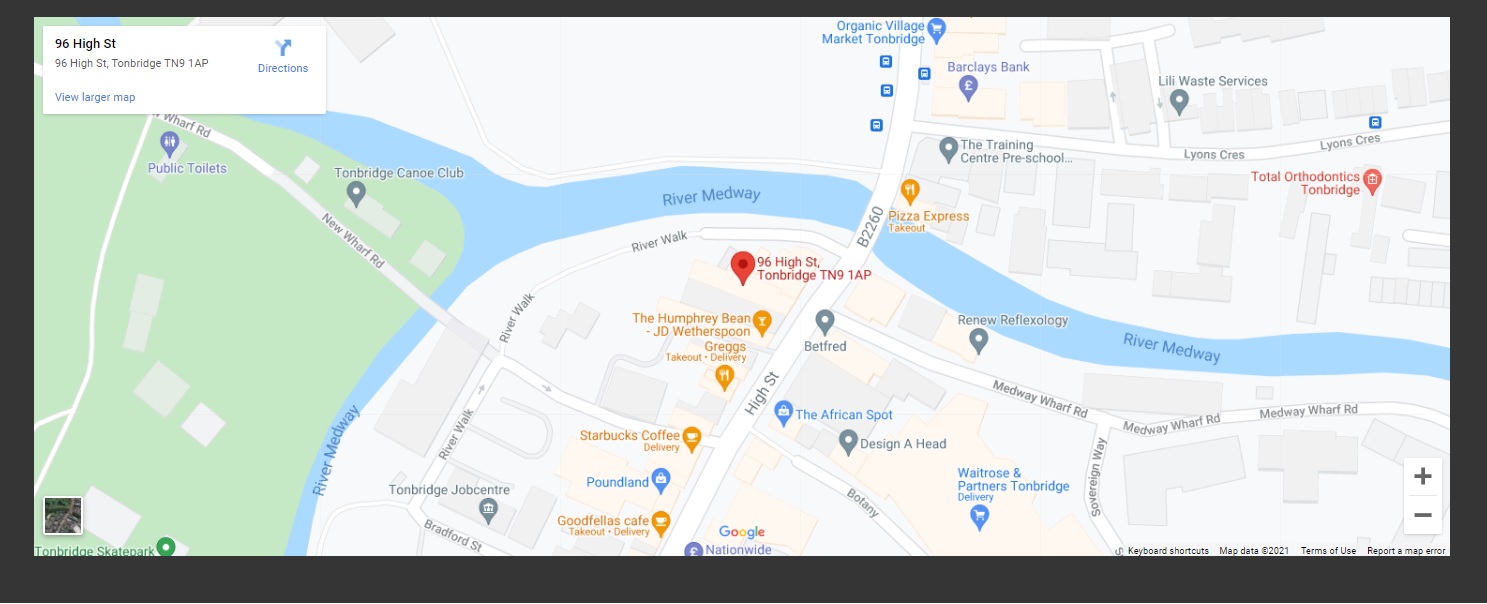 96 High St
96 High St, Tonbridge TN9 1AP
Directions
View larger map
Organic Village
Market Tonbridge
Barclays Bank
Lili Waste Services
Wharf Rd
Public Toilets
Tonbridge Canoe Club
The Training
Centre Pre-school...
Lyons Cres
Lyons Cres
Total Orthodontics
Tonbridge
River Medway
B2260
Pizza Express
Takeout
New Wharf Rd
River Walk
96 High St,
Tonbridge TN9 1AP
River Walk
The Humphrey Bean
- JD Wetherspoon
Betfred
Renew Reflexology
River Medway
Greggs
Takeout • Delivery
High St
Medway Wharf Rd
Medway Wharf Rd
Medway Wharf Rd
The African Spot
River Medway
River Walk
Starbucks Coffee
Delivery
Design A Head
Sovereign Way
Poundland
Waitrose &
Partners Tonbridge
Delivery
Tonbridge Jobcentre
Botany
Bradford St
Goodfellas cafe
Takeout • Delivery
Google
Nationwide
Tonbridge Skatepark
Keyboard shortcuts
Map data ©2021
Terms of Use
Report a map error